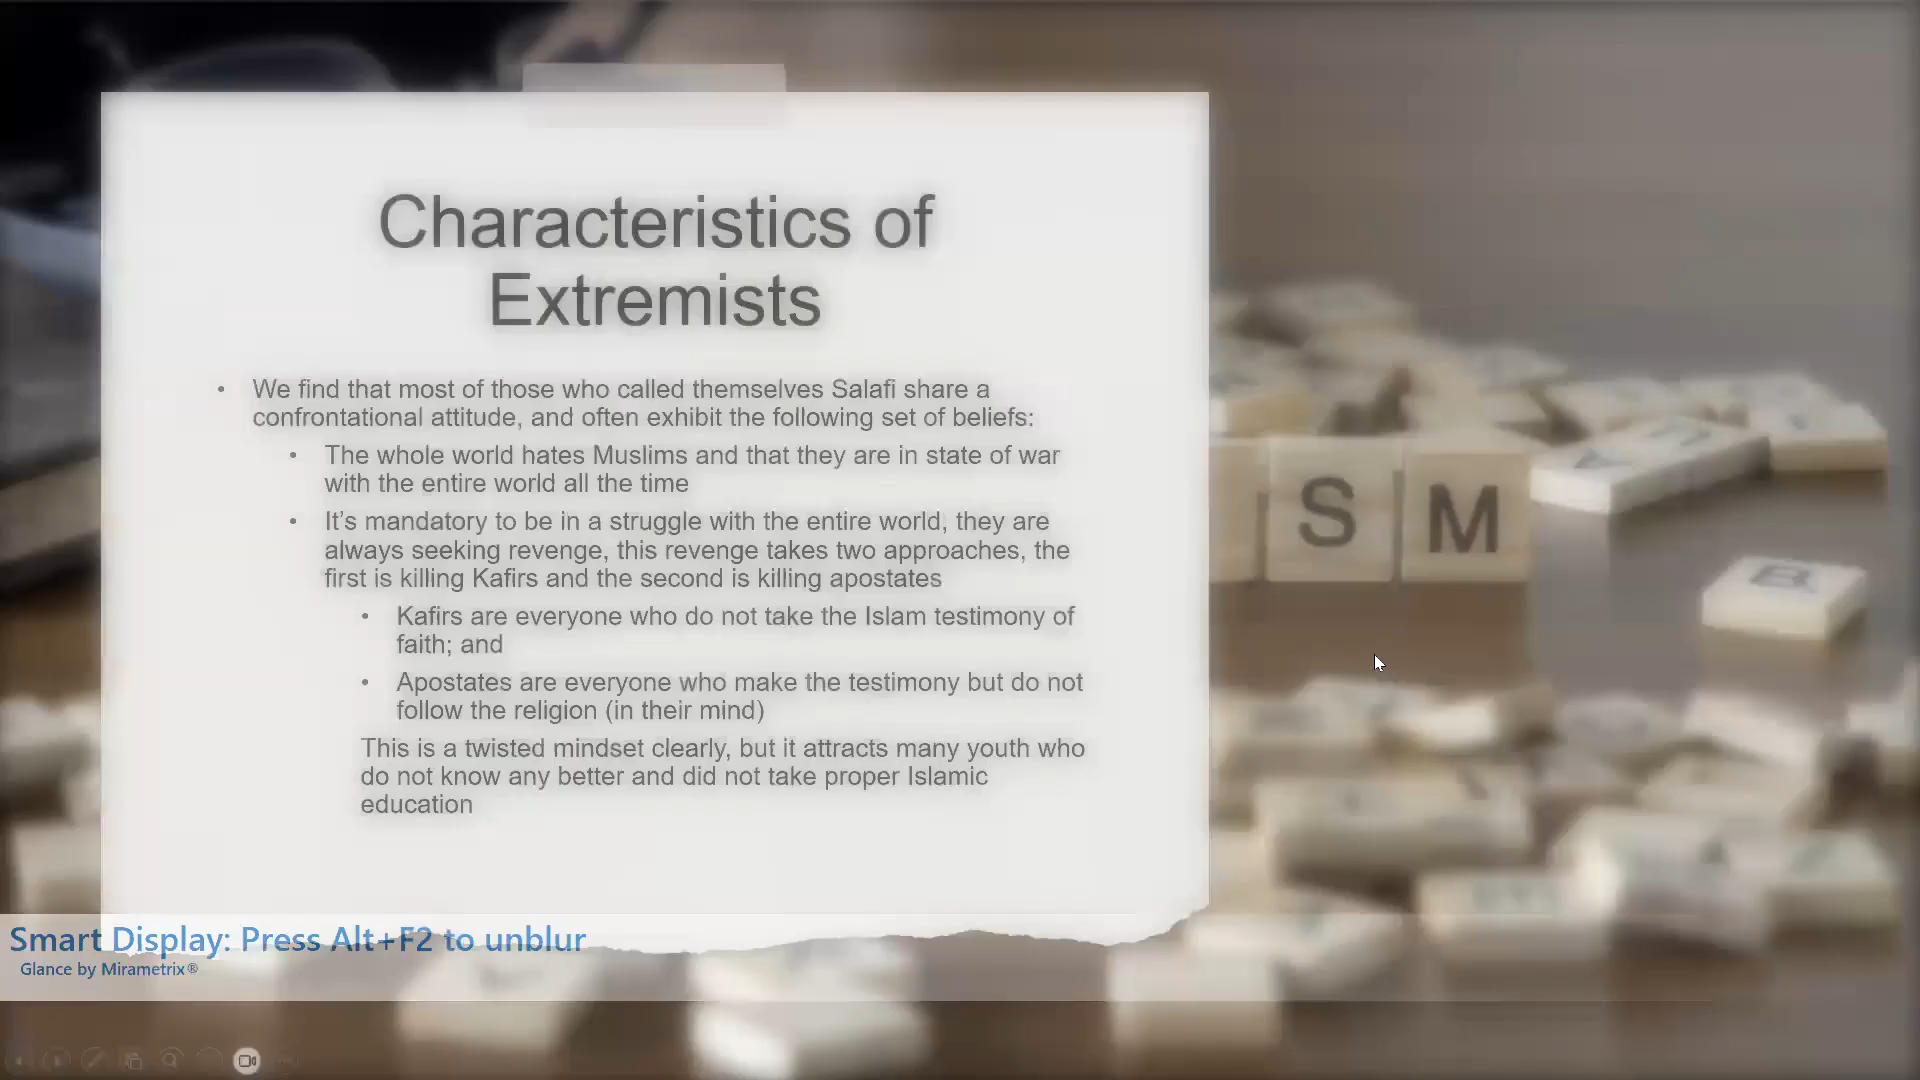 Characteristics of
Extremists
• We find that most of those who called themselves Salafi share a
confrontational attitude, and often exhibit the following set of beliefs:
• The whole world hates Muslims and that they are in state of war
with the entire world all the time
• It’s mandatory to be in a struggle with the entire world, they are
always seeking revenge, this revenge takes two approaches, the
first is killing Kafirs and the second is killing apostates
• Kafirs are everyone who do not take the Islam testimony of
faith; and
• Apostates are everyone who make the testimony but do not
follow the religion (in their mind)
This is a twisted mindset clearly, but it attracts many youth who
do not know any better and did not take proper Islamic
education
S M
B
Smart Display: Press Alt+F2 to unblur
Glance by Mirametrix®